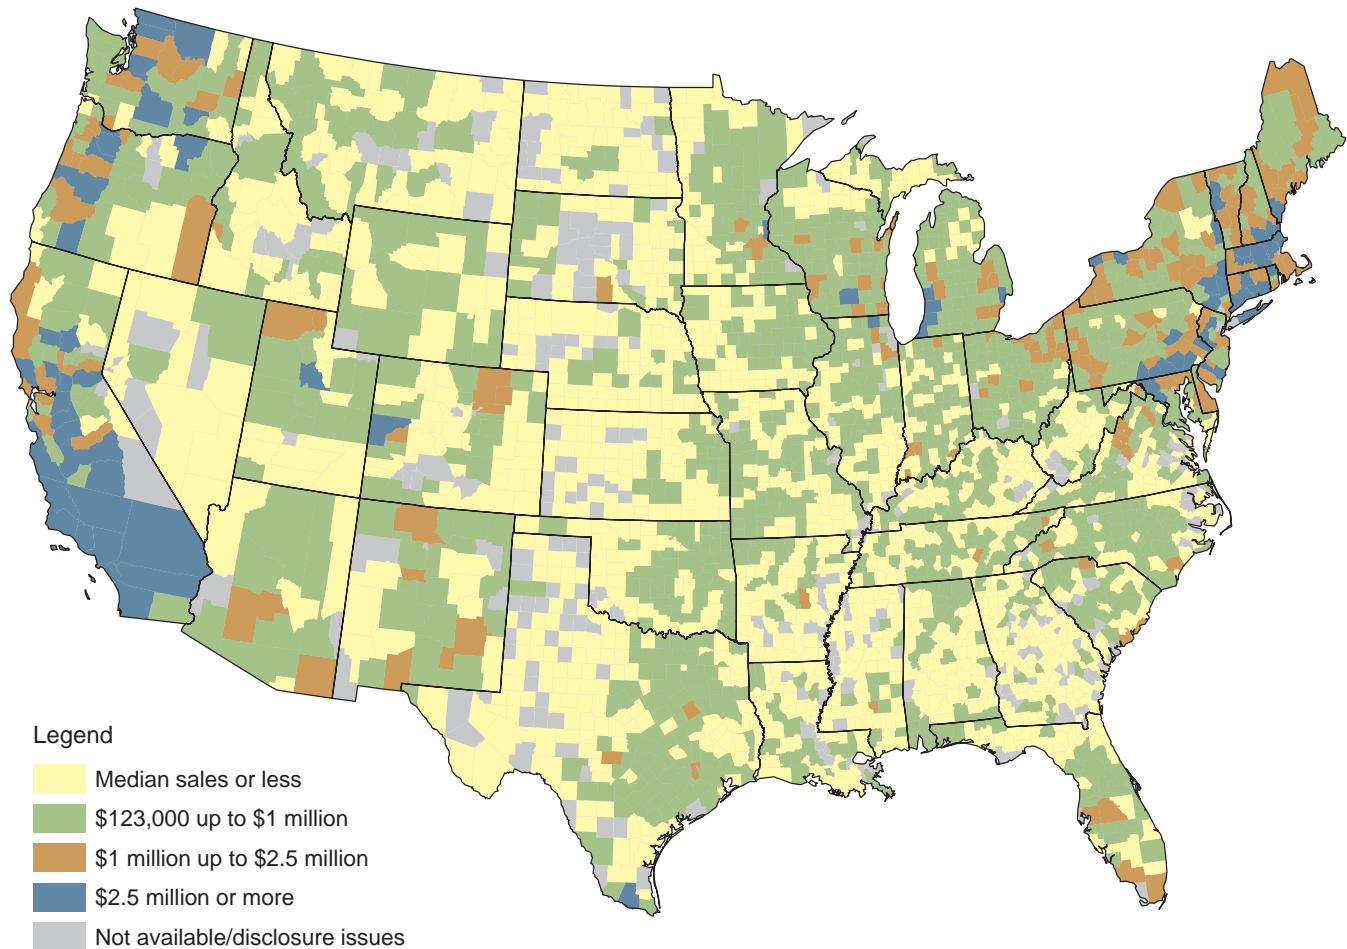 Legend
Median sales or less
$123,000 up to $1 million
$1 million up to $2.5 million
$2.5 million or more
Not available/disclosure issues